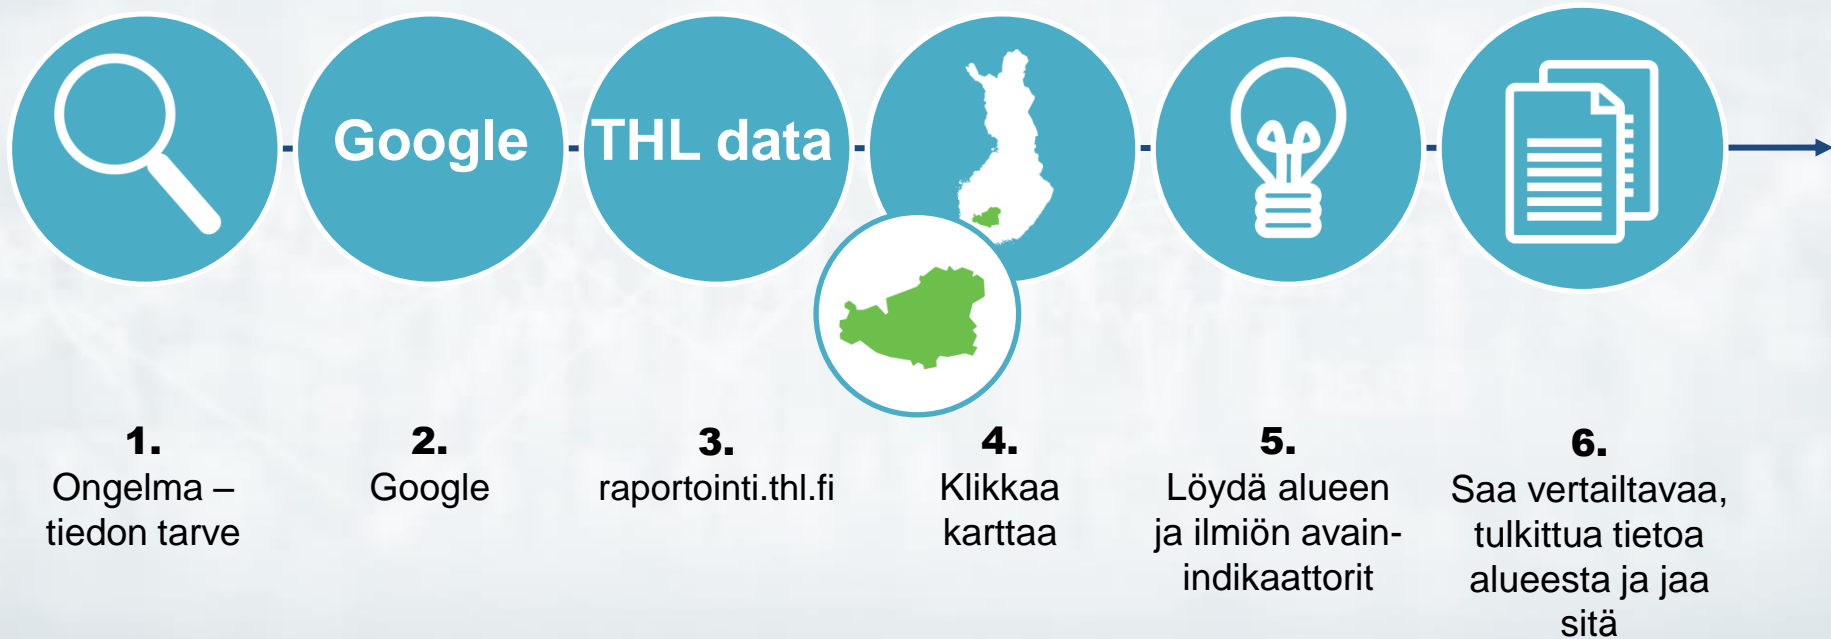 Google
THL data
1.
Ongelma –
tiedon tarve
2.
Google
3.
raportointi.thl.fi
4.
Klikkaa
karttaa
5.
Löydä alueen
ja ilmiön avain-
indikaattorit
6.
Saa vertailtavaa,
tulkittua tietoa
alueesta ja jaa
sitä